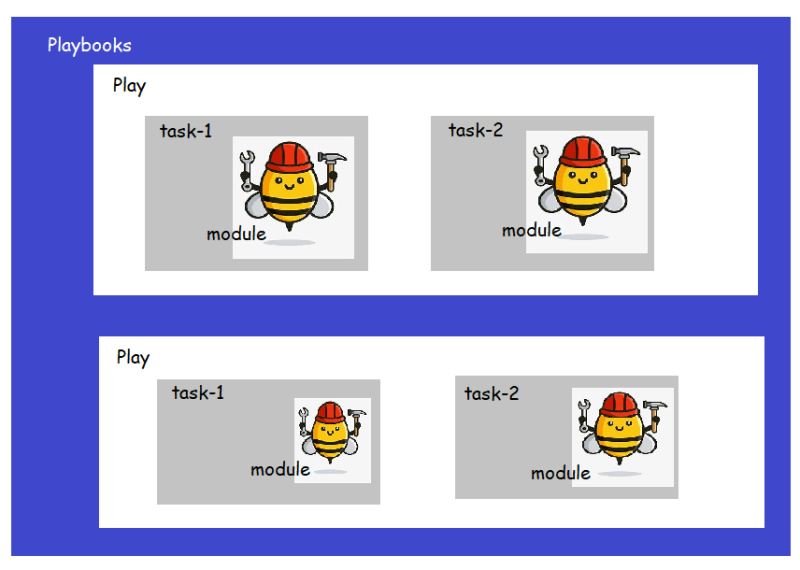 Playbooks
Play
task-1
task-2
module
module
Play
task-1
task-2
module
module